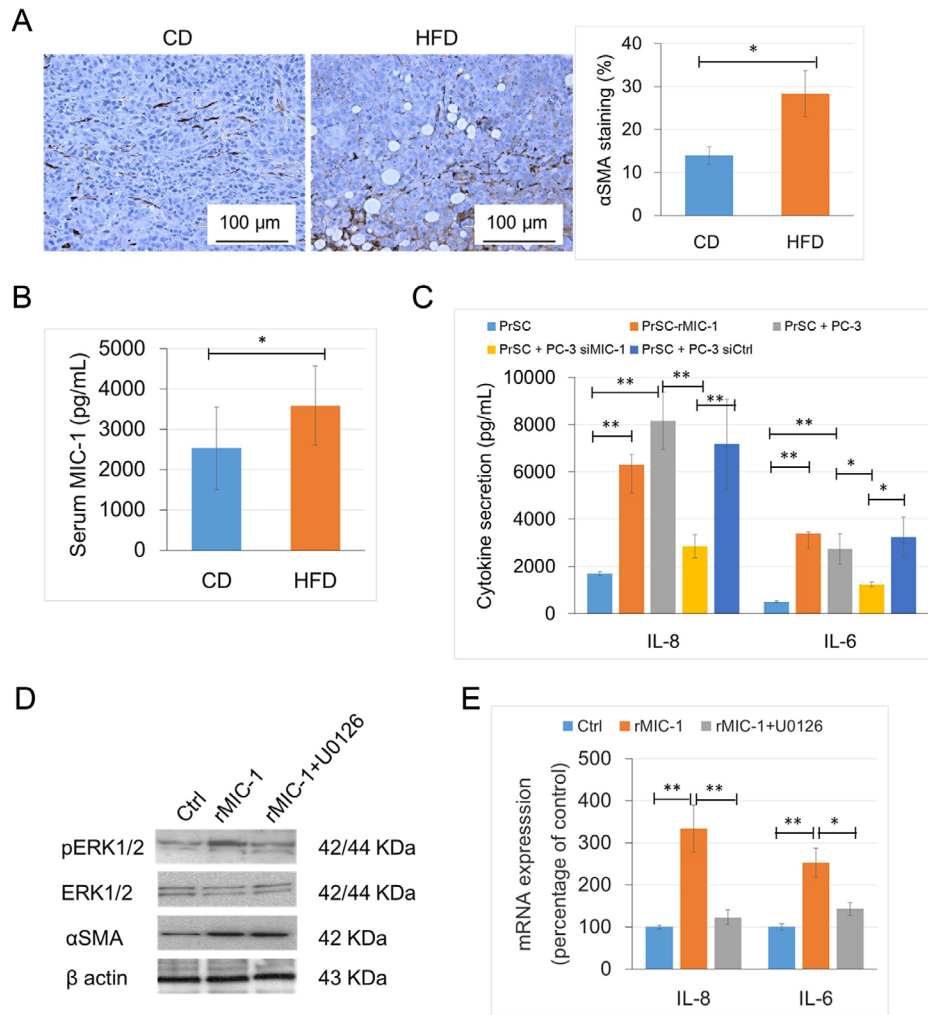 A
CD
HFD
100 µm
100 µm
αSMA staining (%)
40
30
20
10
0
*
CD
HFD
B
Serum MIC-1 (pg/mL)
5000
4000
3000
2000
1000
0
*
CD
HFD
C
PrSC
PrSC-rMIC-1
PrSC + PC-3
PrSC + PC-3 siMIC-1
PrSC + PC-3 siCtrl
Cytokine secretion (pg/mL)
10000
8000
6000
4000
2000
0
**
**
**
**
**
**
*
*
IL-8
IL-6
D
Ctrl
rMIC-1
rMIC-1+U0126
pERK1/2
42/44 KDa
ERK1/2
42/44 KDa
αSMA
42 KDa
β actin
43 KDa
E
Ctrl
rMIC-1
rMIC-1+U0126
mRNA expresssion
(percentage of control)
500
400
300
200
100
0
**
**
**
*
IL-8
IL-6